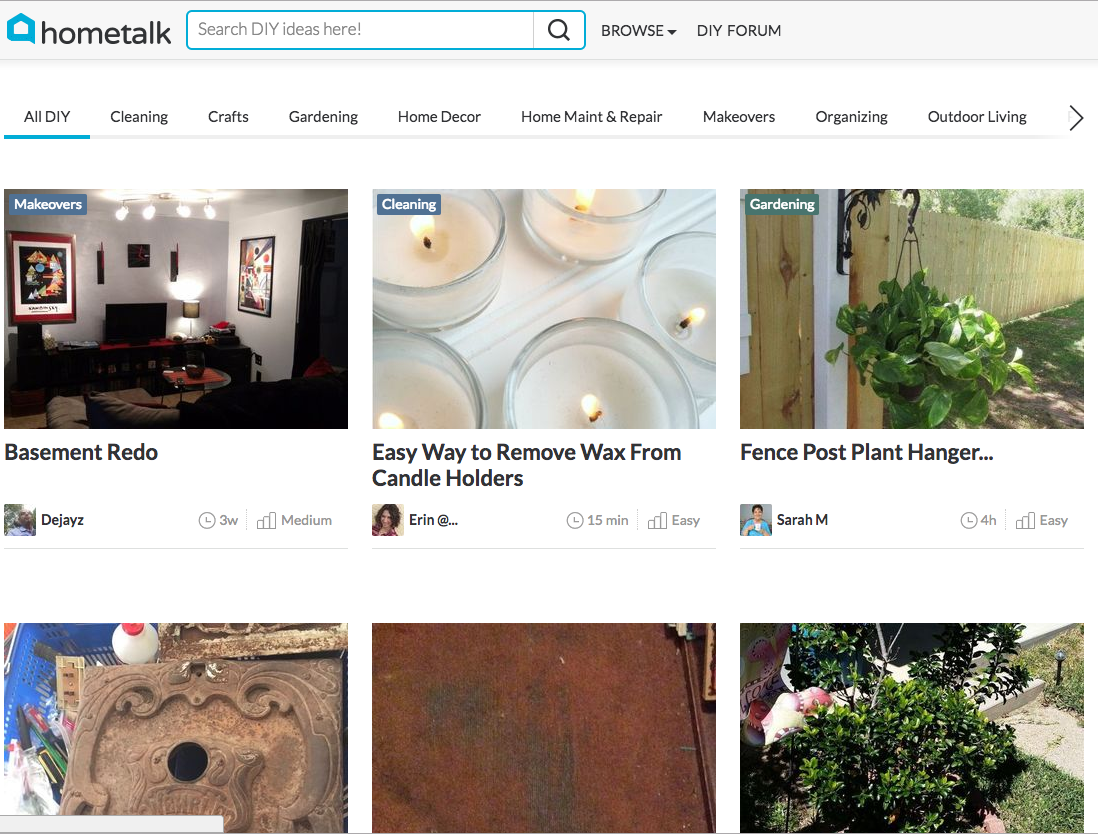 hometalk
Search DIY ideas here!
BROWSE
DIY FORUM
All DIY
Cleaning
Crafts
Gardening
Home Decor
Home Maint & Repair
Makeovers
Organizing
Outdoor Living
Makeovers
Cleaning
Gardening
Basement Redo
Easy Way to Remove Wax From
Candle Holders
Fence Post Plant Hanger...
Dejayz
3w
Medium
Erin @...
15 min
Easy
Sarah M
4h
Easy